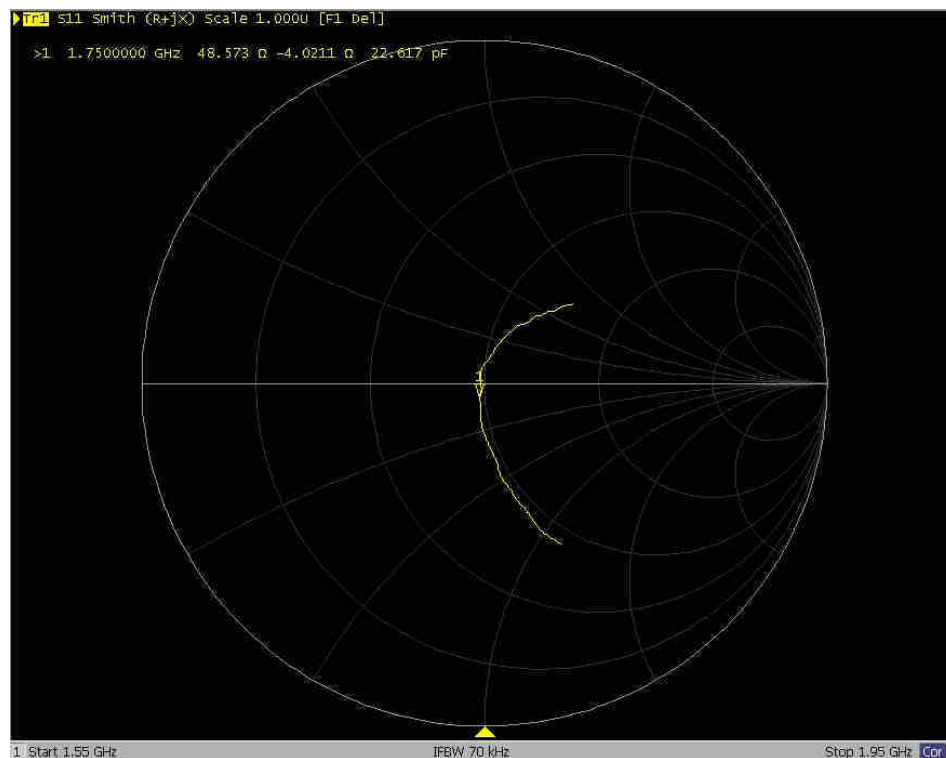 Tr1 S11 Smith (R+jX) Scale 1.000U [F1 Del]
>1 1.7500000 GHz 48.573 Ω -4.0211 Ω 22.617 pF
1
1 Start 1.55 GHz IFBW 70 kHz Stop 1.95 GHz Cor